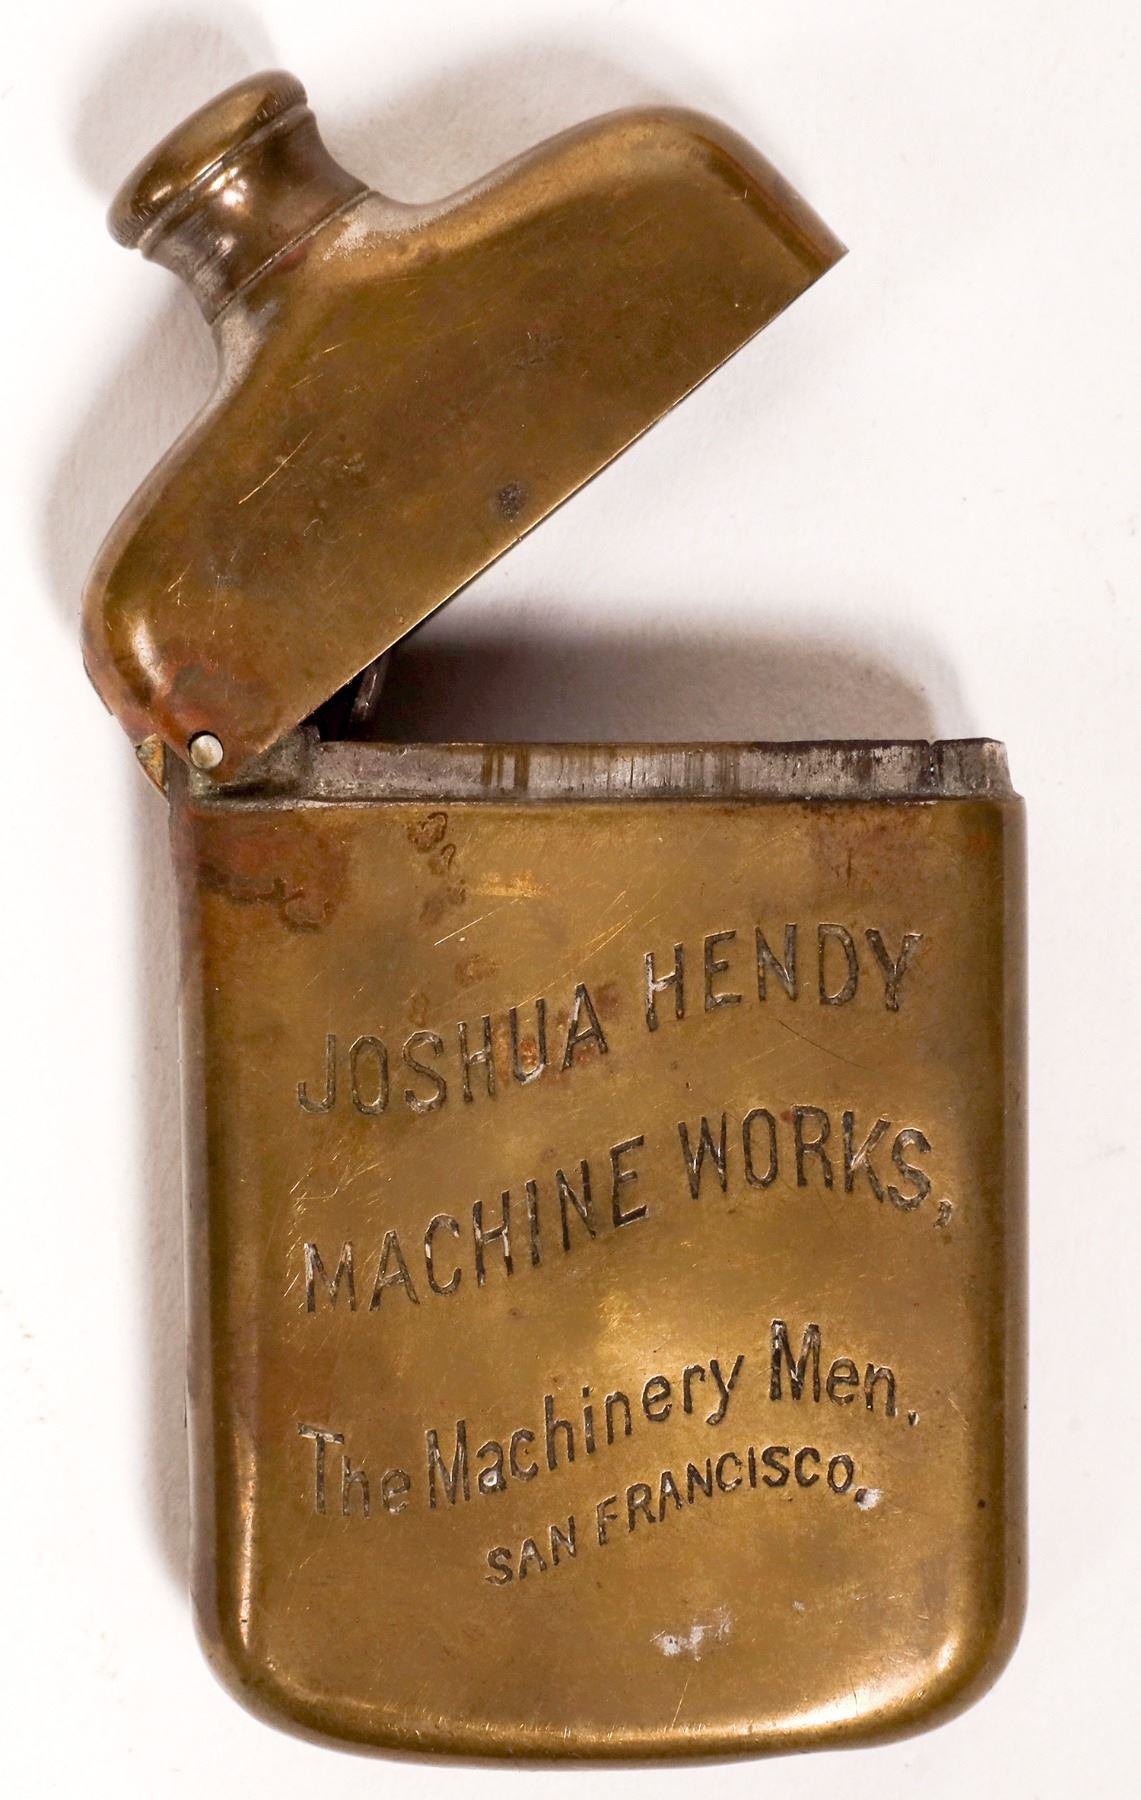 JOSHUA HENDY
MACHINE WORKS,
The Machinery Men.
SAN FRANCISCO.